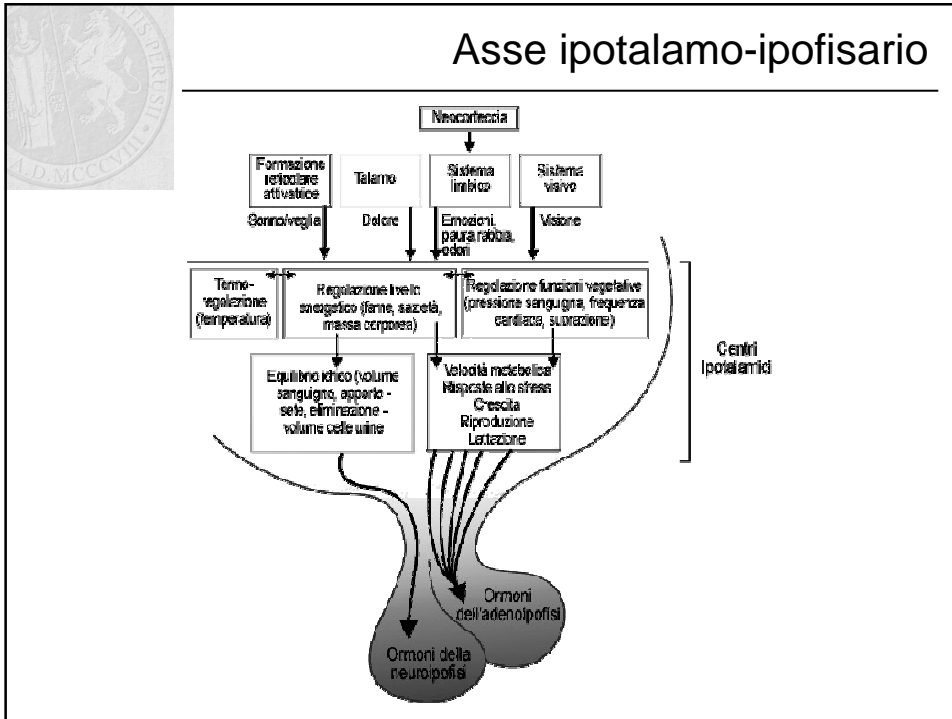 Asse ipotalamo-ipofisario
Neocorteccia
Formazione
reticolare
attivatrice
Talamo
Sistema
limbico
Sistema
visivo
Sonno/veglia
Dolore
Emozioni,
paura rabbia,
odori
Visione
Termo-
regolazione
(temperatura)
Regolazione livello
energetico (fame, sazietà,
massa corporea)
Regolazione funzioni vegetative
(pressione sanguigna, frequenza
cardiaca, sudorazione)
Equilibrio idrico (volume
sanguigno, apporto -
sete, eliminazione -
volume delle urine
Velocità metabolica
Risposte allo stress
Crescita
Riproduzione
Lattazione
Centri
ipotalamici
Ormoni
dell'adenoipofisi
Ormoni della
neuroipofisi
A.D. MCCCVIII